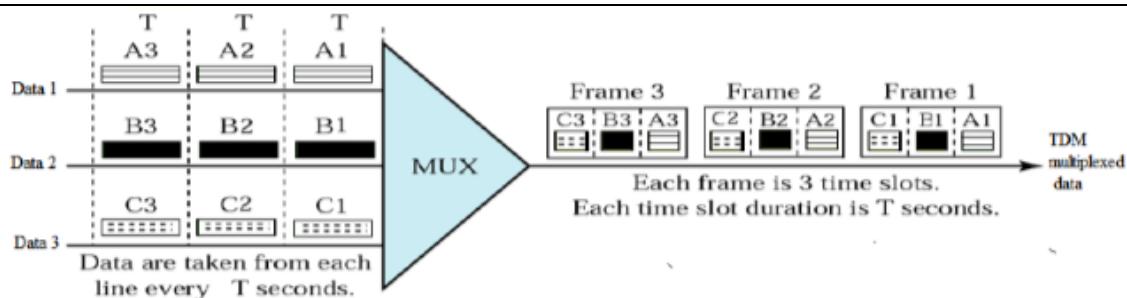 T T T
A3 A2 A1
Data 1
B3 B2 B1
Data 2
C3 C2 C1
Data 3
Data are taken from each
line every T seconds.
MUX
Frame 3 Frame 2 Frame 1
C3 B3 A3 C2 B2 A2 C1 B1 A1
TDM
multiplexed
data
Each frame is 3 time slots.
Each time slot duration is T seconds.